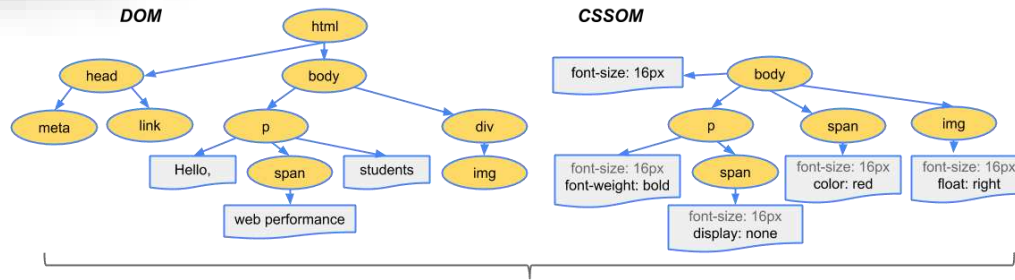 DOM
CSSOM
html
head
body
meta
link
p
div
Hello,
span
students
img
web performance
body
font-size: 16px
p
span
img
font-size: 16px
font-weight: bold
span
font-size: 16px
color: red
font-size: 16px
float: right
font-size: 16px
display: none